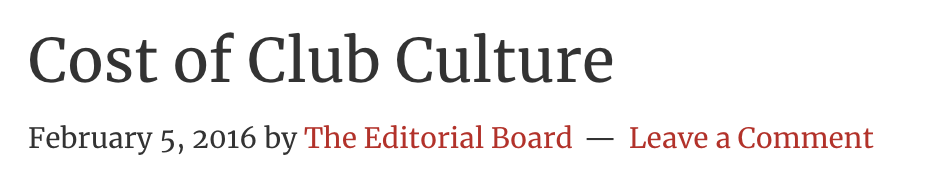 Cost of Club Culture
February 5, 2016 by The Editorial Board — Leave a Comment